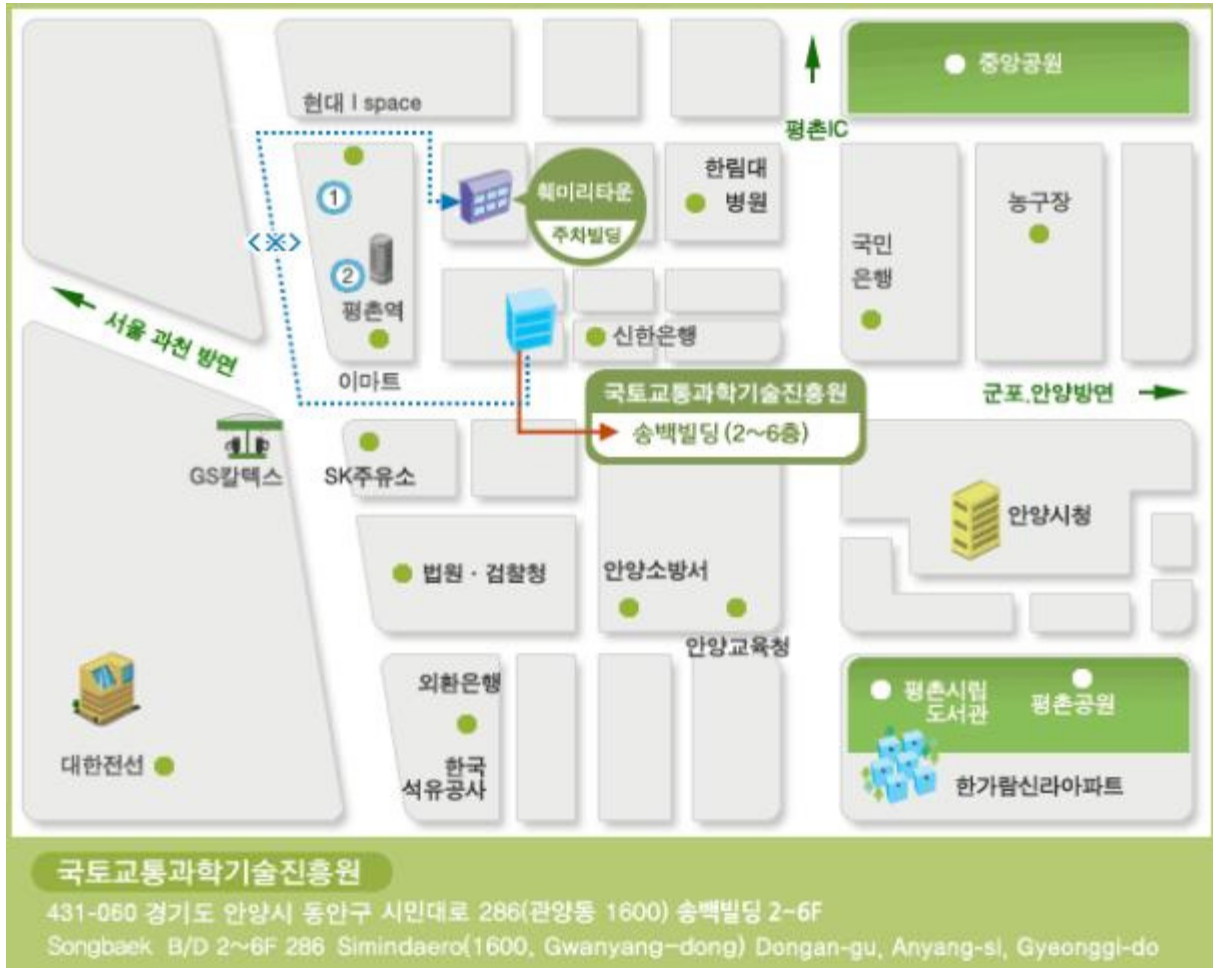 중앙공원
현대 I space
평촌IC
한림대
병원
훼미리타운
주차빌딩
①
농구장
<※>
국민
은행
②
평촌역
서울 과천 방면
신한은행
이마트
국토교통과학기술진흥원
송백빌딩 (2~6층)
군포.안양방면
GS칼텍스
SK주유소
안양시청
법원 · 검찰청
안양소방서
안양교육청
외환은행
평촌시립
도서관
평촌공원
대한전선
한국
석유공사
한가람신라아파트
국토교통과학기술진흥원
431-060 경기도 안양시 동안구 시민대로 286(관양동 1600) 송백빌딩 2~6F
Songbaek B/D 2~6F 286 Simindaero(1600, Gwanyang-dong) Dongan-gu, Anyang-si, Gyeonggi-do